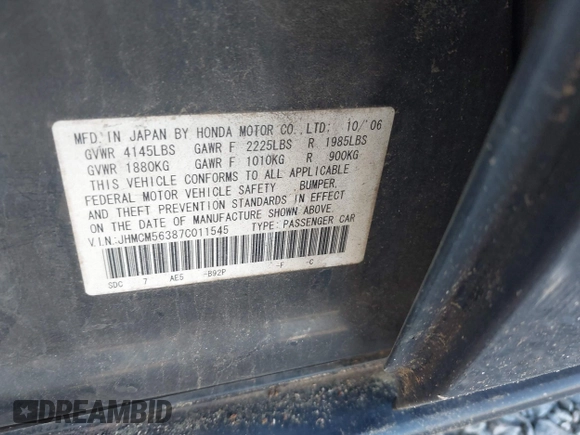 MFD. IN JAPAN BY HONDA MOTOR CO., LTD: 10/'06
GVWR 4145LBS GAWR F 2225LBS R 1985LBS
GVWR 1880KG GAWR F 1010KG R 900KG
THIS VEHICLE CONFORMS TO ALL APPLICABLE
FEDERAL MOTOR VEHICLE SAFETY , BUMPER,
AND THEFT PREVENTION STANDARDS IN EFFECT
ON THE DATE OF MANUFACTURE SHOWN ABOVE.
V.I.N:JHMCM56387C011545 TYPE: PASSENGER CAR
SDC 7 AES -B92P -F -C
DREAMBID